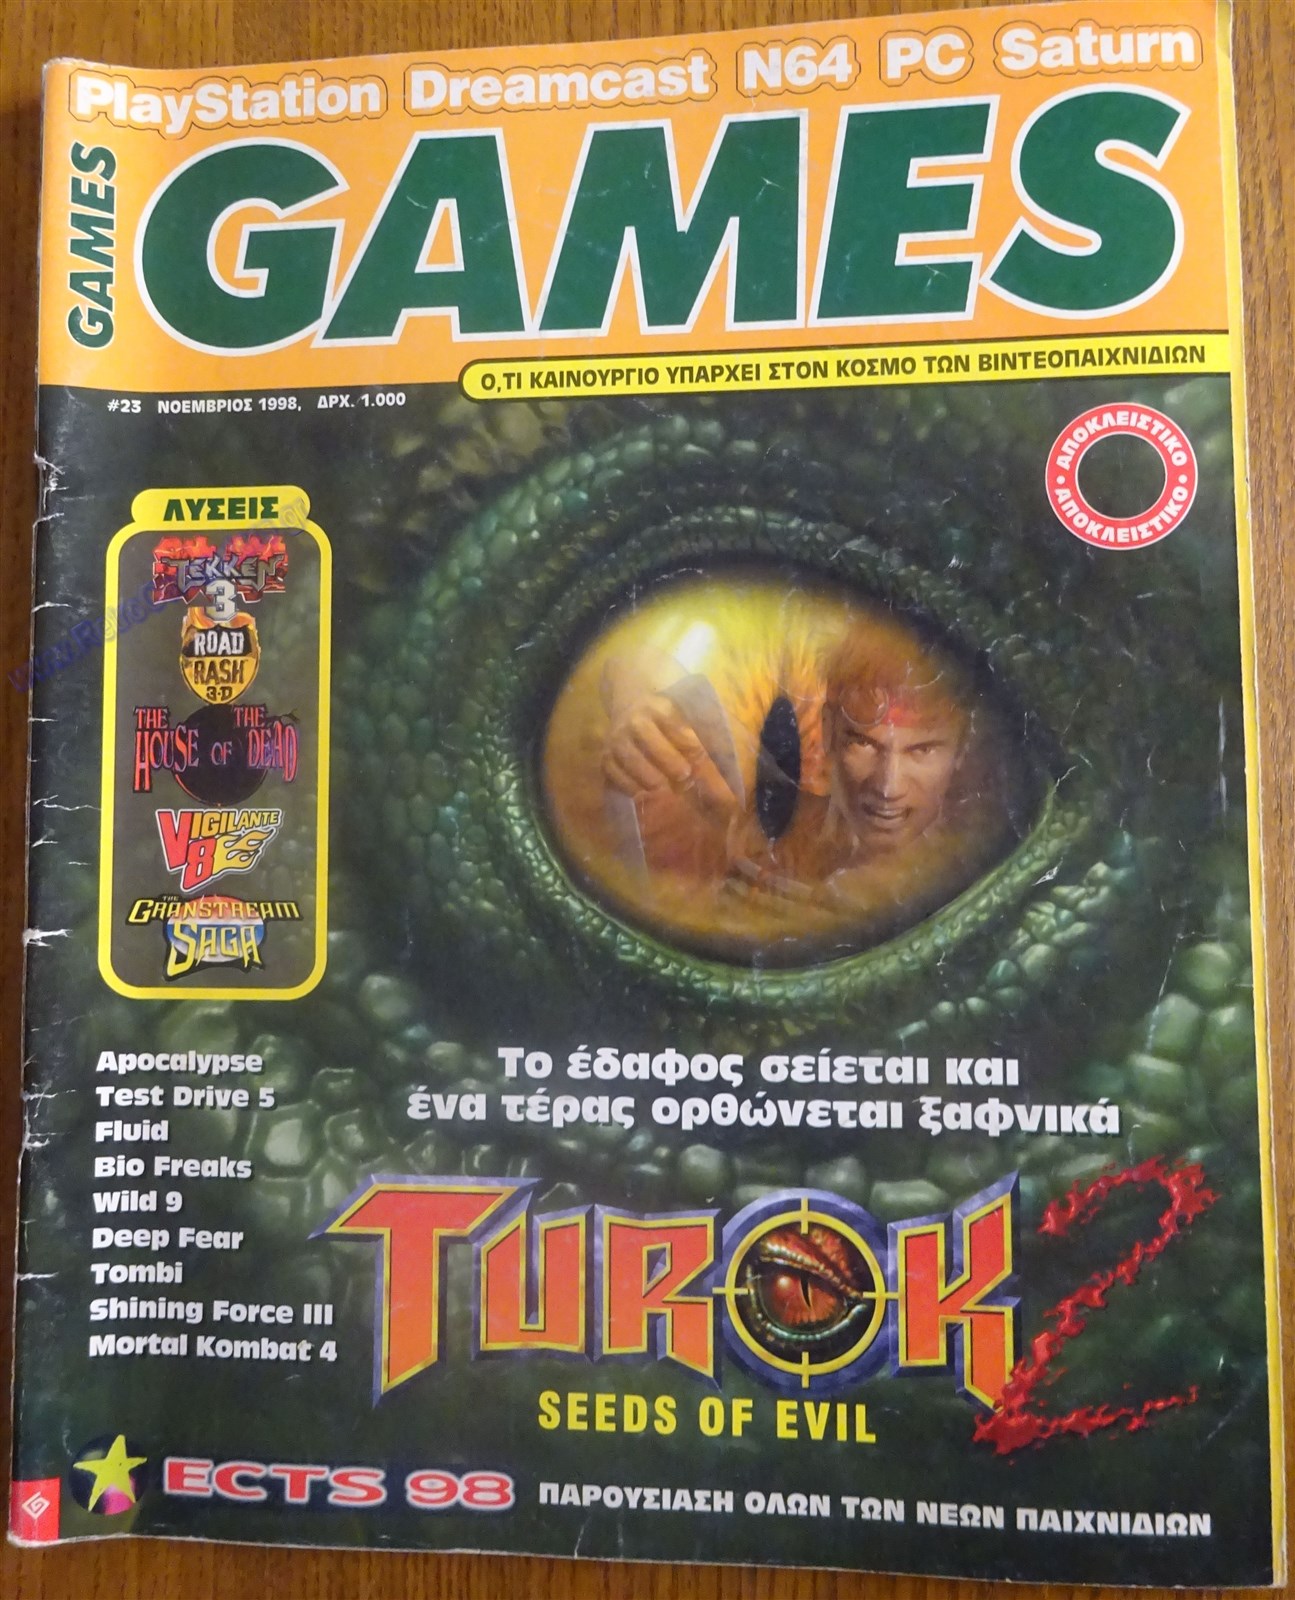 PlayStation Dreamcast N64 PC Saturn
GAMES
GAMES
Ο,ΤΙ ΚΑΙΝΟΥΡΓΙΟ ΥΠΑΡΧΕΙ ΣΤΟΝ ΚΟΣΜΟ ΤΩΝ ΒΙΝΤΕΟΠΑΙΧΝΙΔΙΩΝ
#23 ΝΟΕΜΒΡΙΟΣ 1998, ΔΡΧ. 1.000
ΑΠΟΚΛΕΙΣΤΙΚΟ • ΑΠΟΚΛΕΙΣΤΙΚΟ •
ΛΥΣΕΙΣ
TEKKEN
3
ROAD
RASH
3-D
THE THE
HOUSE OF DEAD
VIGILANTE
8
THE
GRANSTREAM
SAGA
Το έδαφος σείεται και
ένα τέρας ορθώνεται ξαφνικά
Apocalypse
Test Drive 5
Fluid
Bio Freaks
Wild 9
Deep Fear
Tombi
Shining Force III
Mortal Kombat 4
TUROK 2
SEEDS OF EVIL
ECTS 98 ΠΑΡΟΥΣΙΑΣΗ ΟΛΩΝ ΤΩΝ ΝΕΩΝ ΠΑΙΧΝΙΔΙΩΝ